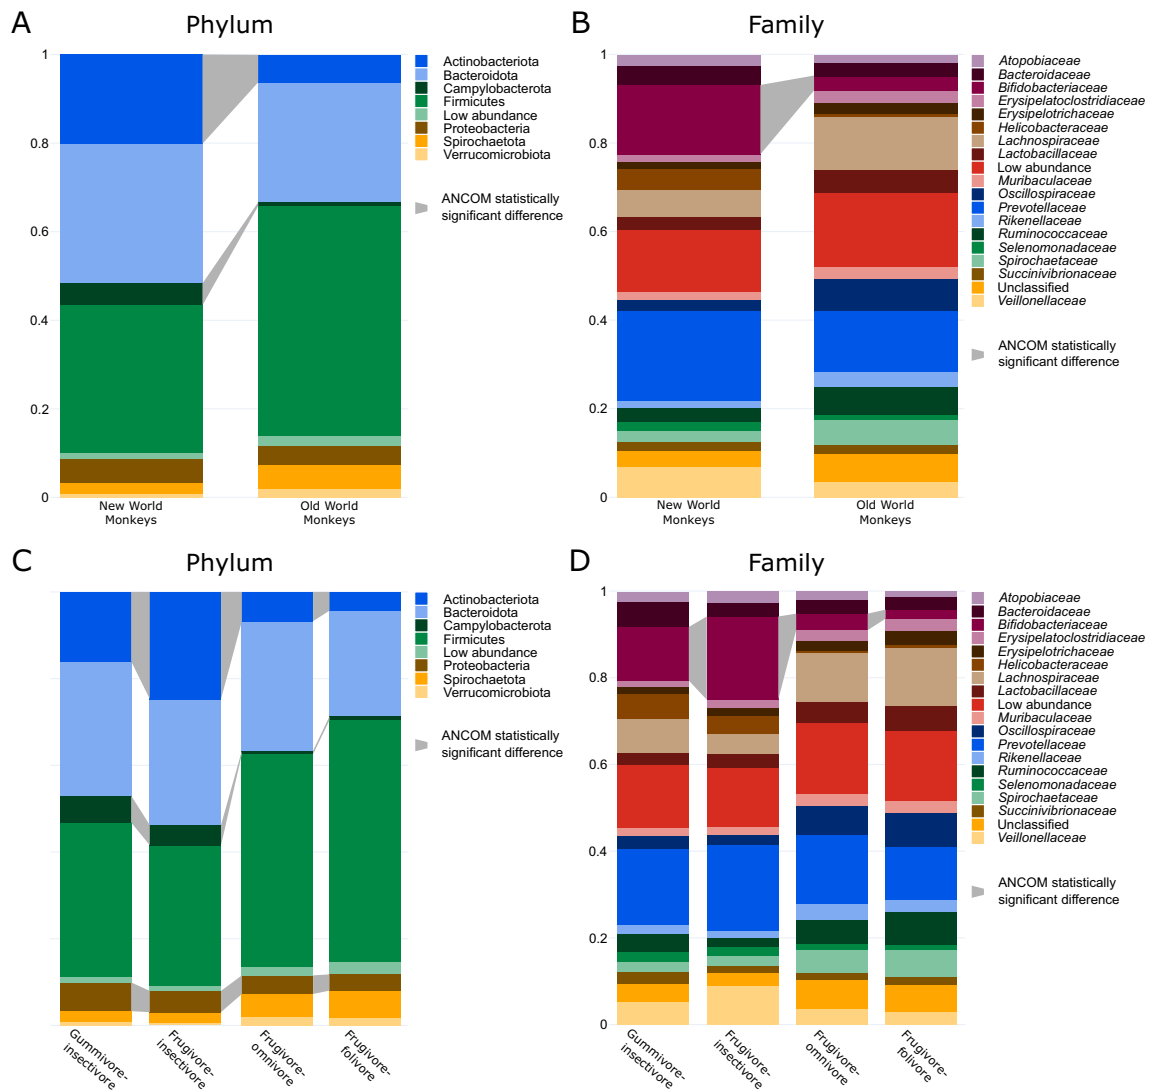 A
Phylum
1
0.8
0.6
0.4
0.2
0
New World
Monkeys
Old World
Monkeys
Actinobacteriota
Bacteroidota
Campylobacterota
Firmicutes
Low abundance
Proteobacteria
Spirochaetota
Verrucomicrobiota
ANCOM statistically
significant difference
B
Family
1
0.8
0.6
0.4
0.2
0
New World
Monkeys
Old World
Monkeys
Atopobiaceae
Bacteroidaceae
Bifidobacteriaceae
Erysipelatoclostridiaceae
Erysipelotrichaceae
Helicobacteraceae
Lachnospiraceae
Lactobacillaceae
Low abundance
Muribaculaceae
Oscillospiraceae
Prevotellaceae
Rikenellaceae
Ruminococcaceae
Selenomonadaceae
Spirochaetaceae
Succinivibrionaceae
Unclassified
Veillonellaceae
ANCOM statistically
significant difference
C
Phylum
Gummivore-
insectivore
Frugivore-
insectivore
Frugivore-
omnivore
Frugivore-
folivore
Actinobacteriota
Bacteroidota
Campylobacterota
Firmicutes
Low abundance
Proteobacteria
Spirochaetota
Verrucomicrobiota
ANCOM statistically
significant difference
D
Family
1
0.8
0.6
0.4
0.2
0
Gummivore-
insectivore
Frugivore-
insectivore
Frugivore-
omnivore
Frugivore-
folivore
Atopobiaceae
Bacteroidaceae
Bifidobacteriaceae
Erysipelatoclostridiaceae
Erysipelotrichaceae
Helicobacteraceae
Lachnospiraceae
Lactobacillaceae
Low abundance
Muribaculaceae
Oscillospiraceae
Prevotellaceae
Rikenellaceae
Ruminococcaceae
Selenomonadaceae
Spirochaetaceae
Succinivibrionaceae
Unclassified
Veillonellaceae
ANCOM statistically
significant difference